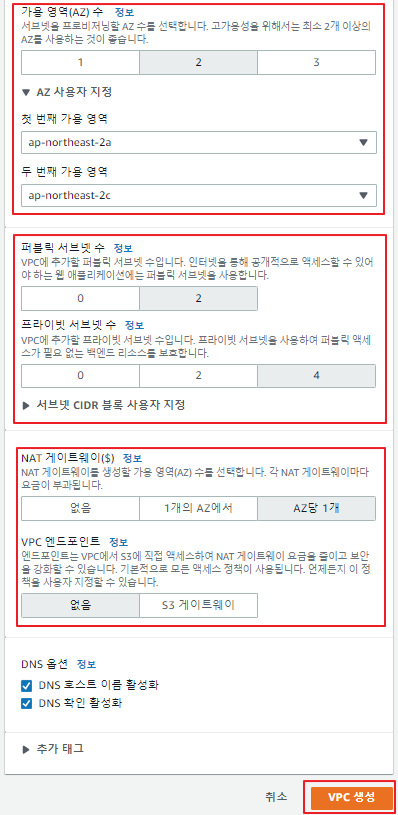 가용 영역(AZ) 수 정보
서브넷을 프로비저닝할 AZ 수를 선택합니다. 고가용성을 위해서는 최소 2개 이상의
AZ를 사용하는 것이 좋습니다.
1 2 3
▼ AZ 사용자 지정
첫 번째 가용 영역
ap-northeast-2a
두 번째 가용 영역
ap-northeast-2c
퍼블릭 서브넷 수 정보
VPC에 추가할 퍼블릭 서브넷 수입니다. 인터넷을 통해 공개적으로 액세스할 수 있어
야 하는 웹 애플리케이션에는 퍼블릭 서브넷을 사용합니다.
0 2
프라이빗 서브넷 수 정보
VPC에 추가할 프라이빗 서브넷 수입니다. 프라이빗 서브넷을 사용하여 퍼블릭 액세
스가 필요 없는 백엔드 리소스를 보호합니다.
0 2 4
▶ 서브넷 CIDR 블록 사용자 지정
NAT 게이트웨이($) 정보
NAT 게이트웨이를 생성할 가용 영역(AZ) 수를 선택합니다. 각 NAT 게이트웨이마다
요금이 부과됩니다.
없음 1개의 AZ에서 AZ당 1개
VPC 엔드포인트 정보
엔드포인트는 VPC에서 S3에 직접 액세스하여 NAT 게이트웨이 요금을 줄이고 보안
을 강화할 수 있습니다. 기본적으로 모든 액세스 정책이 사용됩니다. 언제든지 이 정
책을 사용자 지정할 수 있습니다.
없음 S3 게이트웨이
DNS 옵션 정보
DNS 호스트 이름 활성화
DNS 확인 활성화
▶ 추가 태그
취소 VPC 생성